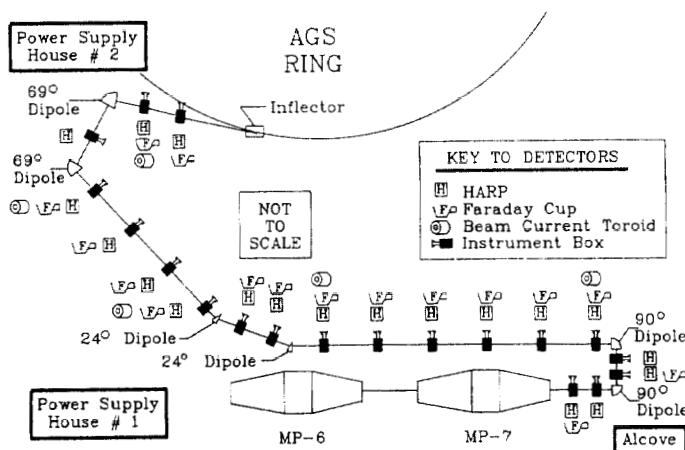 Power Supply
House # 2
AGS
RING
69° Dipole
Inflector
H
H
H
F
F
69° Dipole
KEY TO DETECTORS
H HARP
F Faraday Cup
Beam Current Toroid
Instrument Box
NOT
TO
SCALE
F H
F H
F H
F H
F F
H H
F F F F F F
H H H H H H
24° Dipole
24° Dipole
90°
Dipole
H
H F
90°
Dipole
H H
F
Power Supply
House # 1
MP-6
MP-7
Alcove